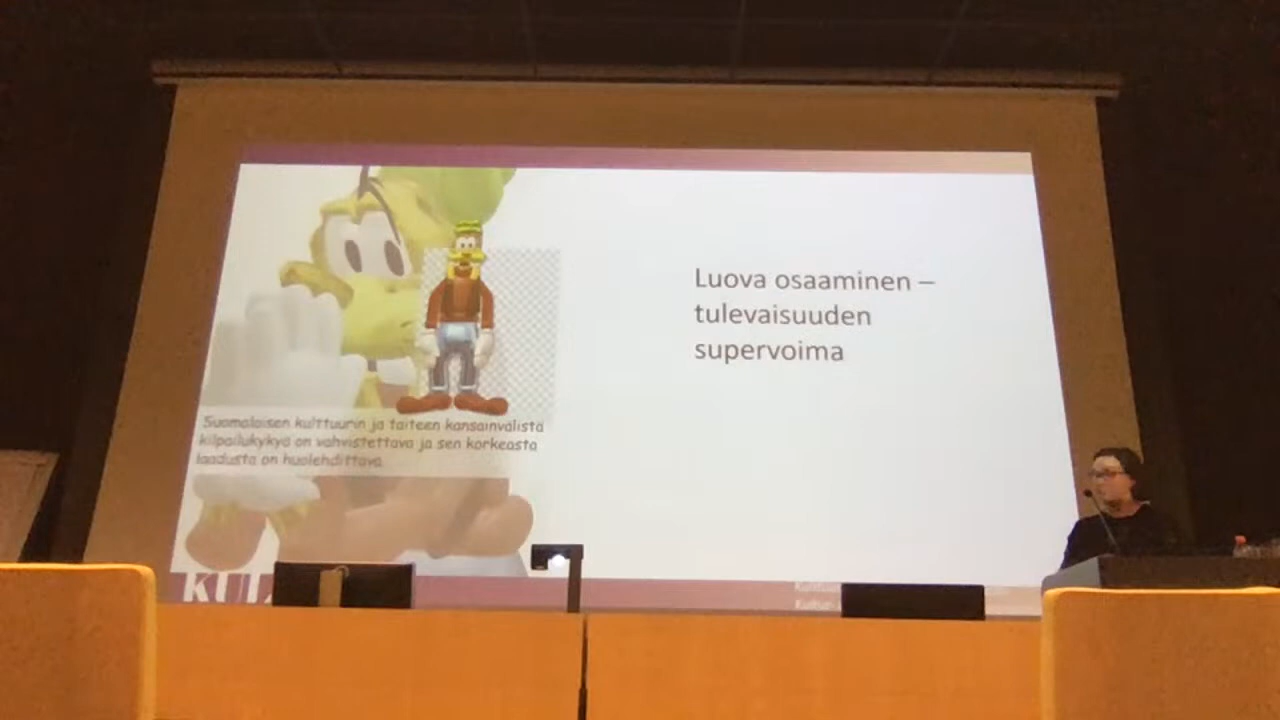 Luova osaaminen –
tulevaisuuden
supervoima
Suomalaisen kulttuurin ja taiteen kansainvälistä
kilpailukykyä on vahvistettava ja sen korkeasta
laadusta on huolehdittava